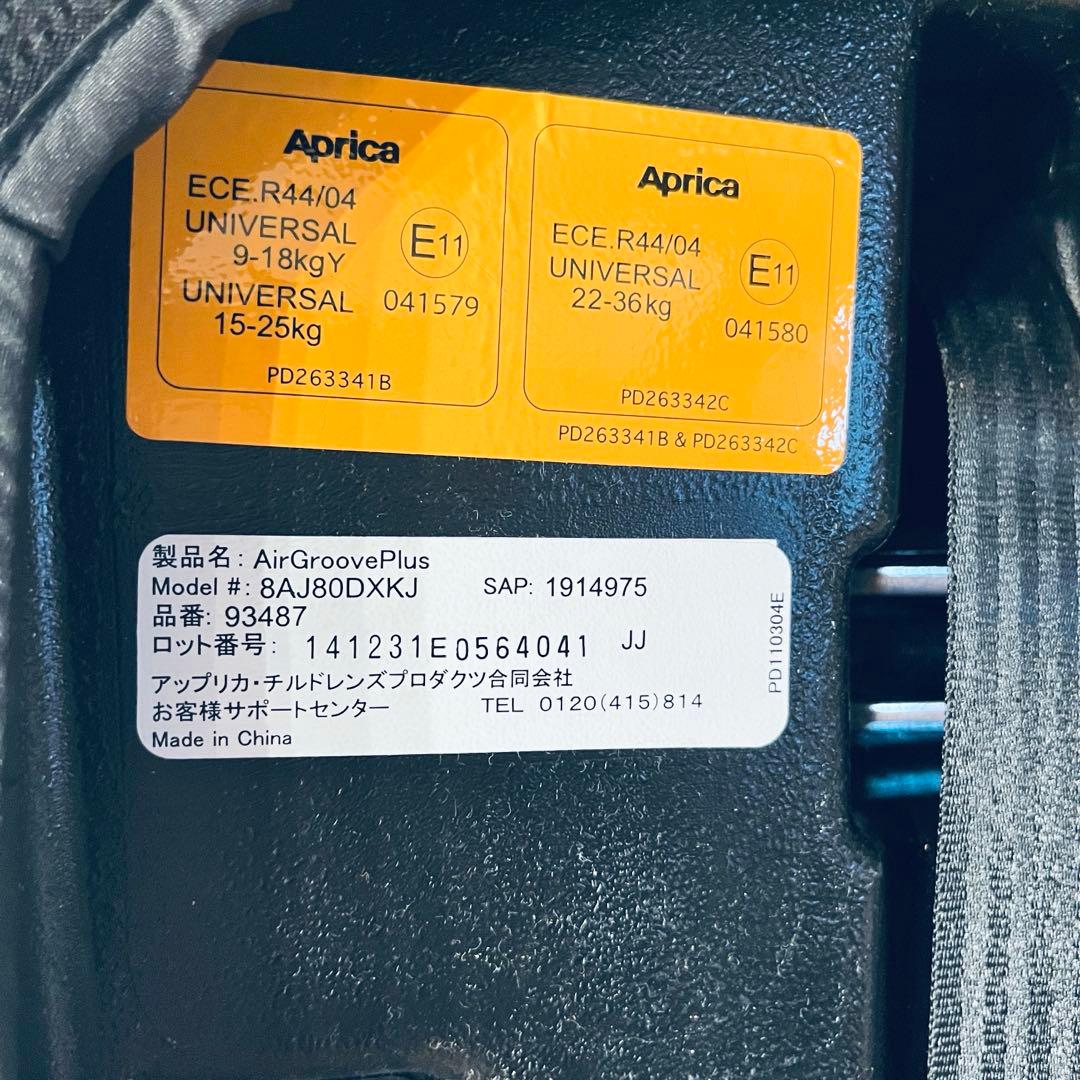 Aprica
ECE.R44/04
UNIVERSAL
9-18kgY
UNIVERSAL
15-25kg
E11
041579
PD263341B
Aprica
ECE.R44/04
UNIVERSAL
22-36kg
E11
041580
PD263342C
PD263341B & PD263342C
製品名: AirGroovePlus
Model #: 8AJ80DXKJ SAP: 1914975
品番: 93487
ロット番号: 141231E0564041 JJ
アップリカ・チルドレンズプロダクツ合同会社
お客様サポートセンター TEL 0120(415)814
Made in China
PD110304E